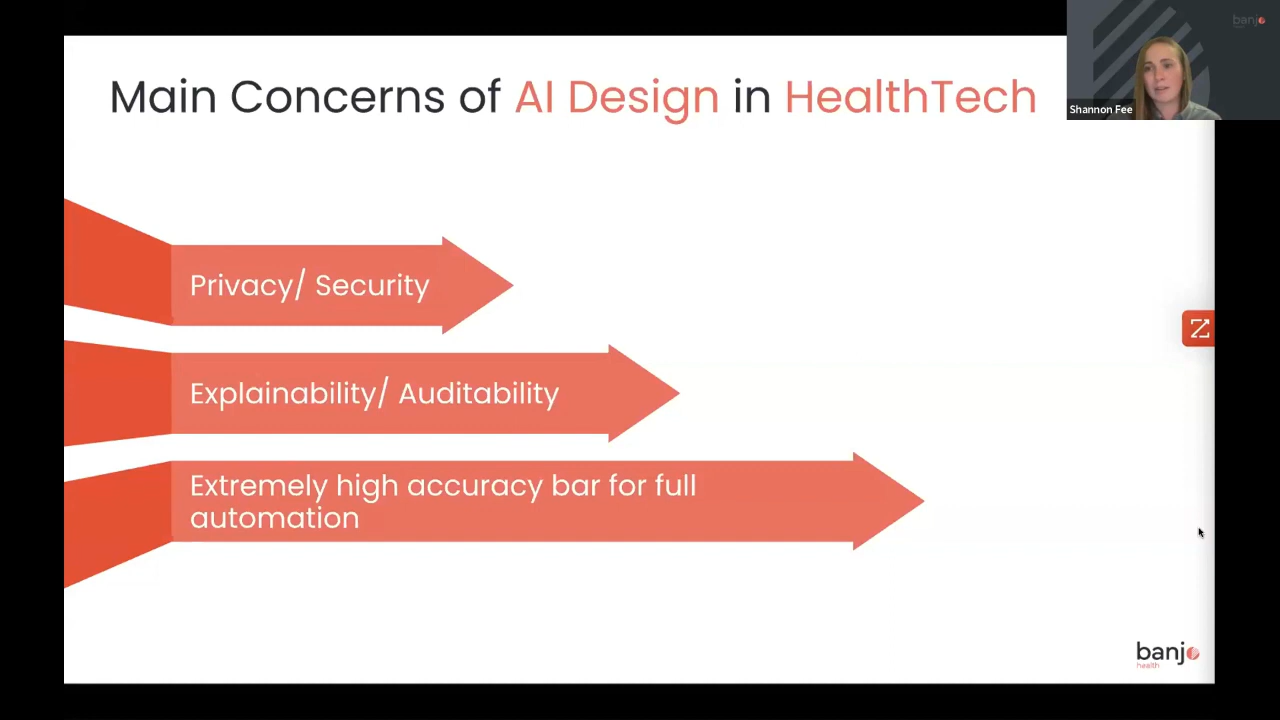 banjo
Main Concerns of AI Design in HealthTech
Shannon Fee
Privacy/ Security
Explainability/ Auditability
Extremely high accuracy bar for full
automation
banjo
health